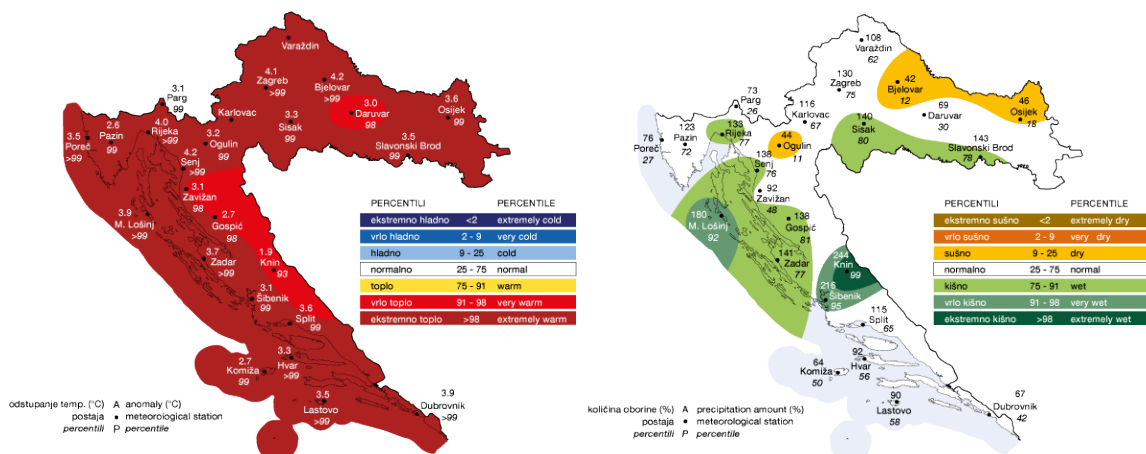 Varaždin
4.1
Zagreb
>99
4.2
Bjelovar
>99
3.0
Daruvar
98
3.6
Osijek
99
3.1
Parg
99
Karlovac
3.3
Sisak
99
3.5
Slavonski Brod
99
3.5
Poreč
>99
2.6
Pazin
99
4.0
Rijeka
>99
3.2
Ogulin
99
4.2
Senj
>99
3.1
Zavižan
98
3.9
M. Lošinj
>99
2.7
Gospić
98
3.7
Zadar
>99
1.9
Knin
93
3.1
Šibenik
99
3.6
Split
99
3.3
Hvar
>99
2.7
Komiža
99
3.5
Lastovo
>99
3.9
Dubrovnik
>99
PERCENTILI PERCENTILE
ekstremno hladno <2 extremely cold
vrlo hladno 2 - 9 very cold
hladno 9 - 25 cold
normalno 25 - 75 normal
toplo 75 - 91 warm
vrlo toplo 91 - 98 very warm
ekstremno toplo >98 extremely warm
odstupanje temp. (°C) A anomaly (°C)
postaja • meteorological station
percentili P percentile
108
Varaždin
62
130
Zagreb
75
42
Bjelovar
12
69
Daruvar
30
46
Osijek
18
73
Parg
26
116
Karlovac
67
140
Sisak
80
143
Slavonski Brod
78
76
Poreč
27
123
Pazin
72
133
Rijeka
77
44
Ogulin
11
138
Senj
76
92
Zavižan
48
180
M. Lošinj
92
138
Gospić
81
141
Zadar
77
244
Knin
99
216
Šibenik
95
115
Split
65
92
Hvar
56
64
Komiža
50
90
Lastovo
58
67
Dubrovnik
42
PERCENTILI PERCENTILE
ekstremno sušno <2 extremely dry
vrlo sušno 2 - 9 very dry
sušno 9 - 25 dry
normalno 25 - 75 normal
kišno 75 - 91 wet
vrlo kišno 91 - 98 very wet
ekstremno kišno >98 extremely wet
količina oborine (%) A precipitation amount (%)
postaja • meteorological station
percentili P percentile